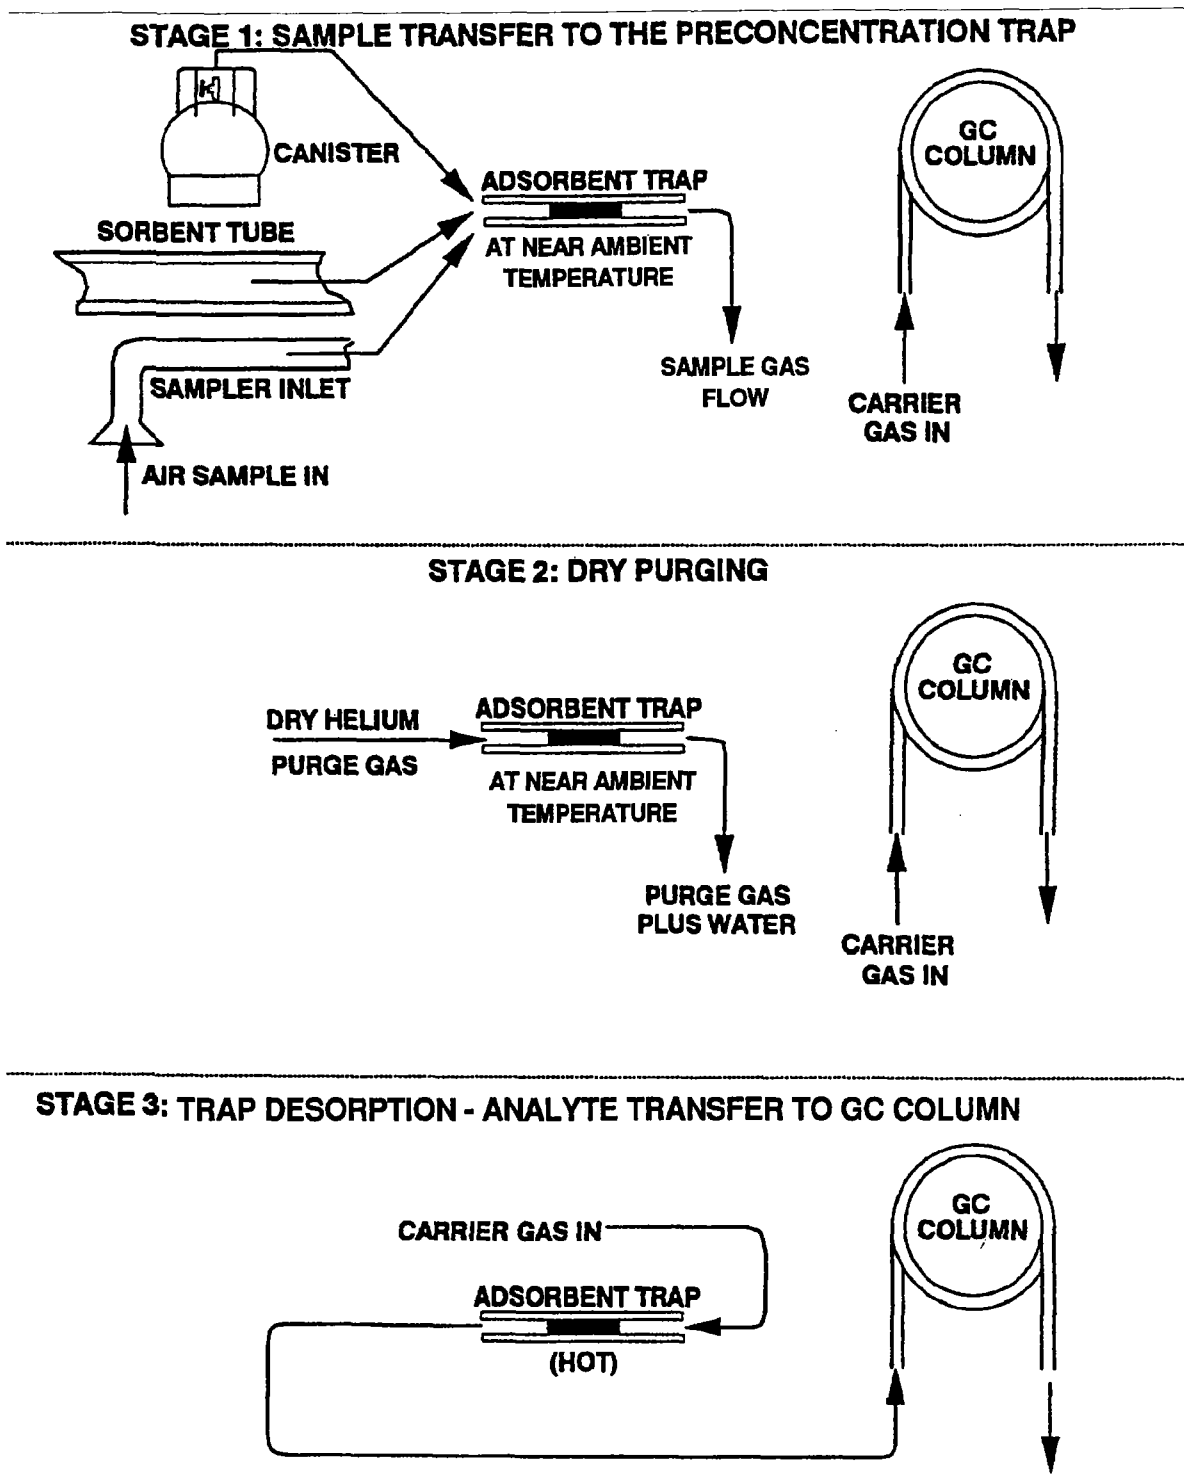 STAGE 1: SAMPLE TRANSFER TO THE PRECONCENTRATION TRAP
CANISTER
SORBENT TUBE
SAMPLER INLET
AIR SAMPLE IN
ADSORBENT TRAP
AT NEAR AMBIENT
TEMPERATURE
SAMPLE GAS
FLOW
GC
COLUMN
CARRIER
GAS IN
STAGE 2: DRY PURGING
DRY HELIUM
PURGE GAS
ADSORBENT TRAP
AT NEAR AMBIENT
TEMPERATURE
PURGE GAS
PLUS WATER
GC
COLUMN
CARRIER
GAS IN
STAGE 3: TRAP DESORPTION - ANALYTE TRANSFER TO GC COLUMN
CARRIER GAS IN
ADSORBENT TRAP
(HOT)
GC
COLUMN